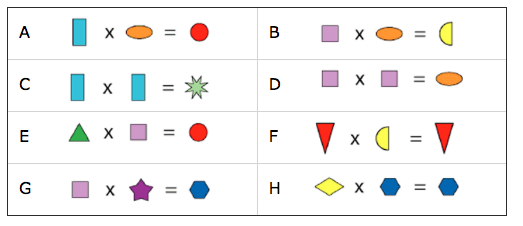 A x =
B x =
C x =
D x =
E x =
F x =
G x =
H x =